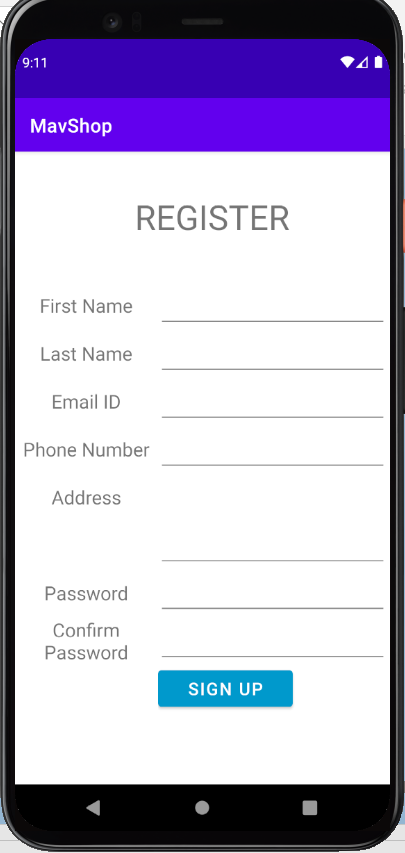 9:11
MavShop
REGISTER
First Name
Last Name
Email ID
Phone Number
Address
Password
Confirm
Password
SIGN UP